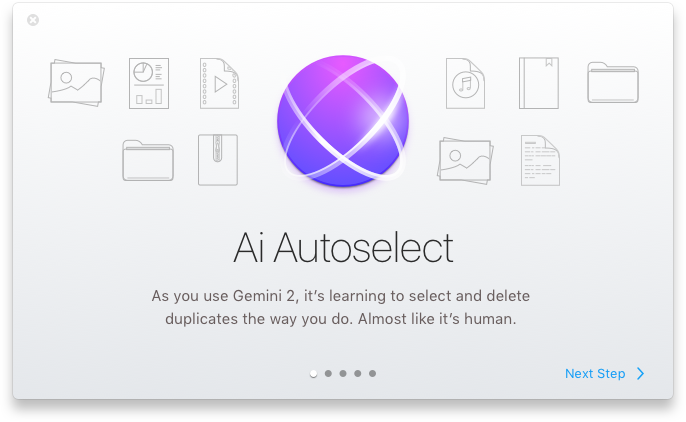 Ai Autoselect
As you use Gemini 2, it’s learning to select and delete
duplicates the way you do. Almost like it’s human.
Next Step